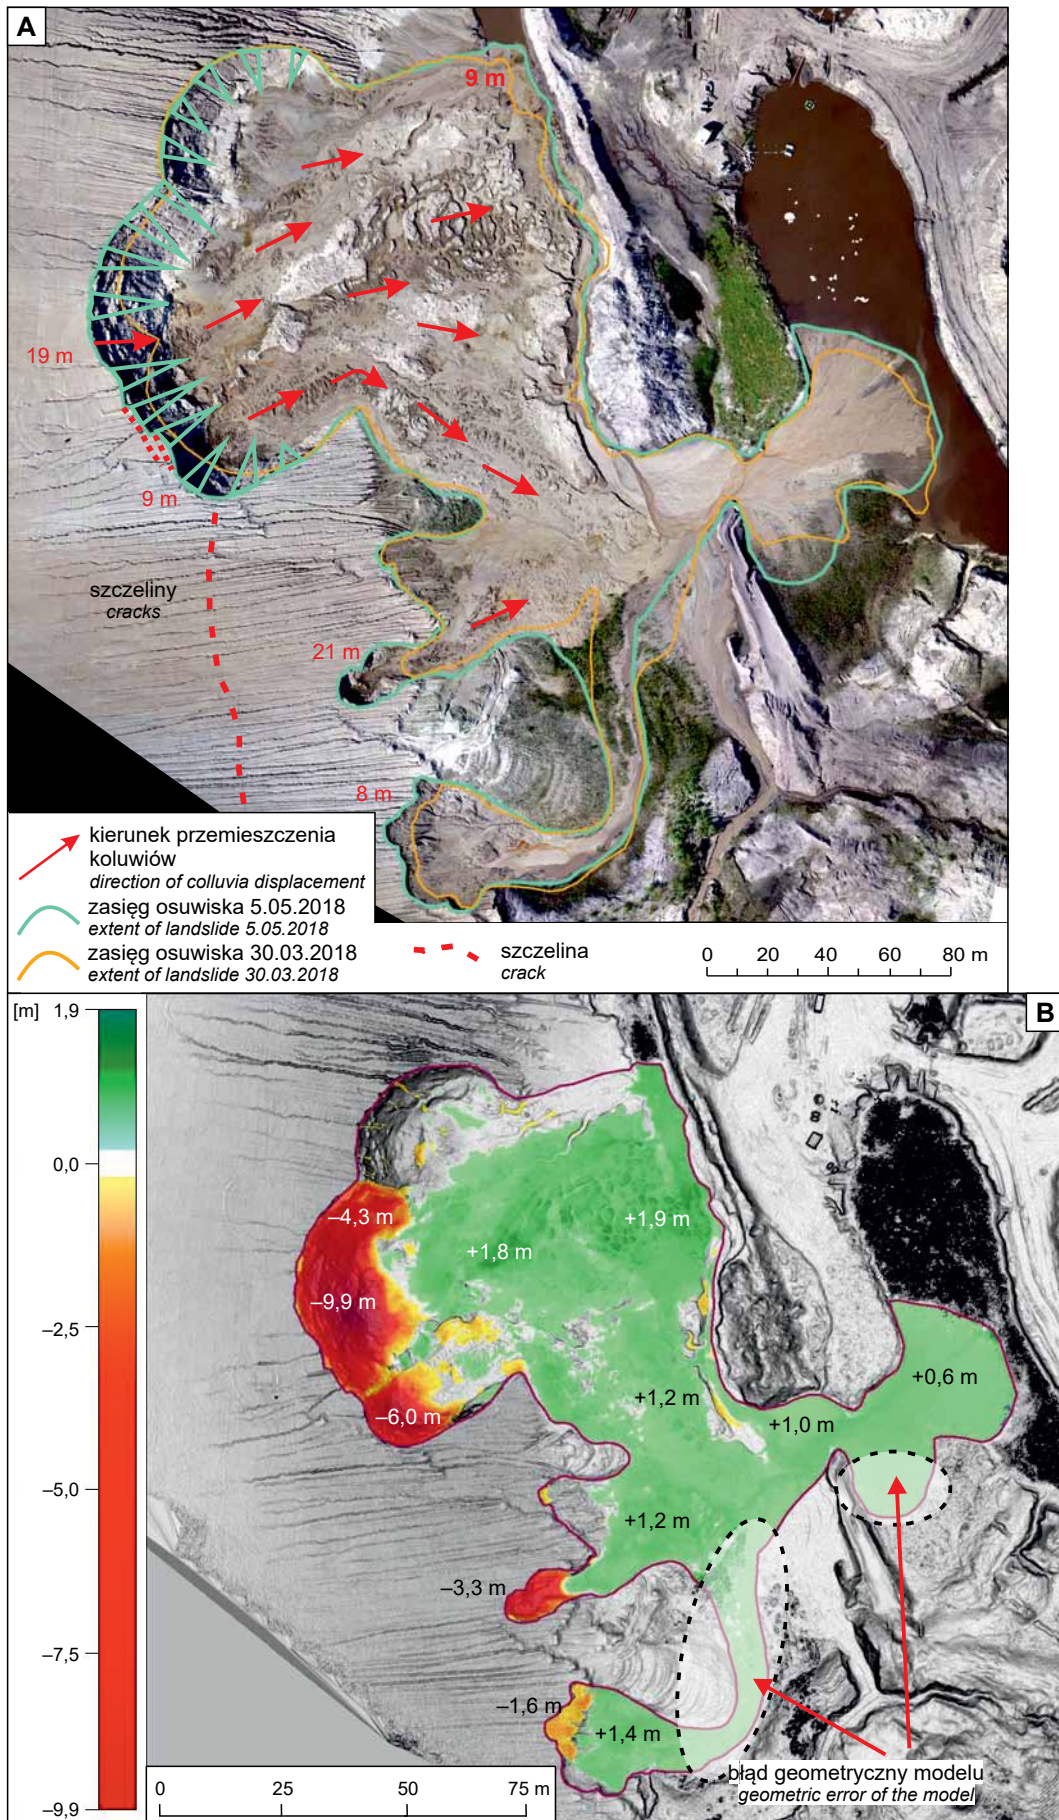 A
9 m
19 m
9 m
szczeliny
cracks
21 m
8 m
kierunek przemieszczenia
koluwiów
direction of colluvia displacement
zasięg osuwiska 5.05.2018
extent of landslide 5.05.2018
zasięg osuwiska 30.03.2018
extent of landslide 30.03.2018
szczelina
crack
0 20 40 60 80 m
B
[m]
1,9
0,0
–2,5
–5,0
–7,5
–9,9
–4,3 m
+1,9 m
+1,8 m
–9,9 m
+0,6 m
+1,2 m
–6,0 m
+1,0 m
+1,2 m
–3,3 m
–1,6 m
+1,4 m
błąd geometryczny modelu
geometric error of the model
0 25 50 75 m